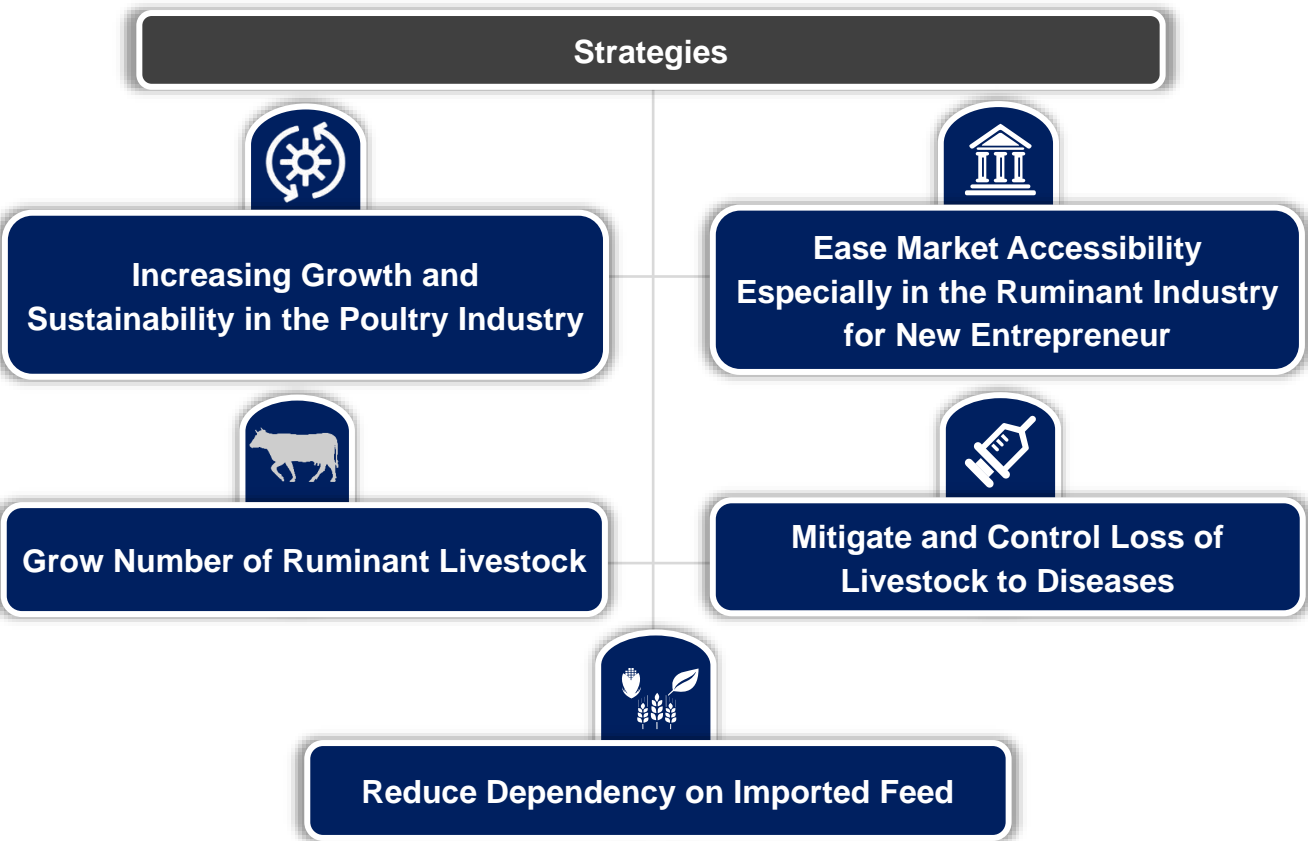 Strategies
Increasing Growth and
Sustainability in the Poultry Industry
Ease Market Accessibility
Especially in the Ruminant Industry
for New Entrepreneur
Grow Number of Ruminant Livestock
Mitigate and Control Loss of
Livestock to Diseases
Reduce Dependency on Imported Feed